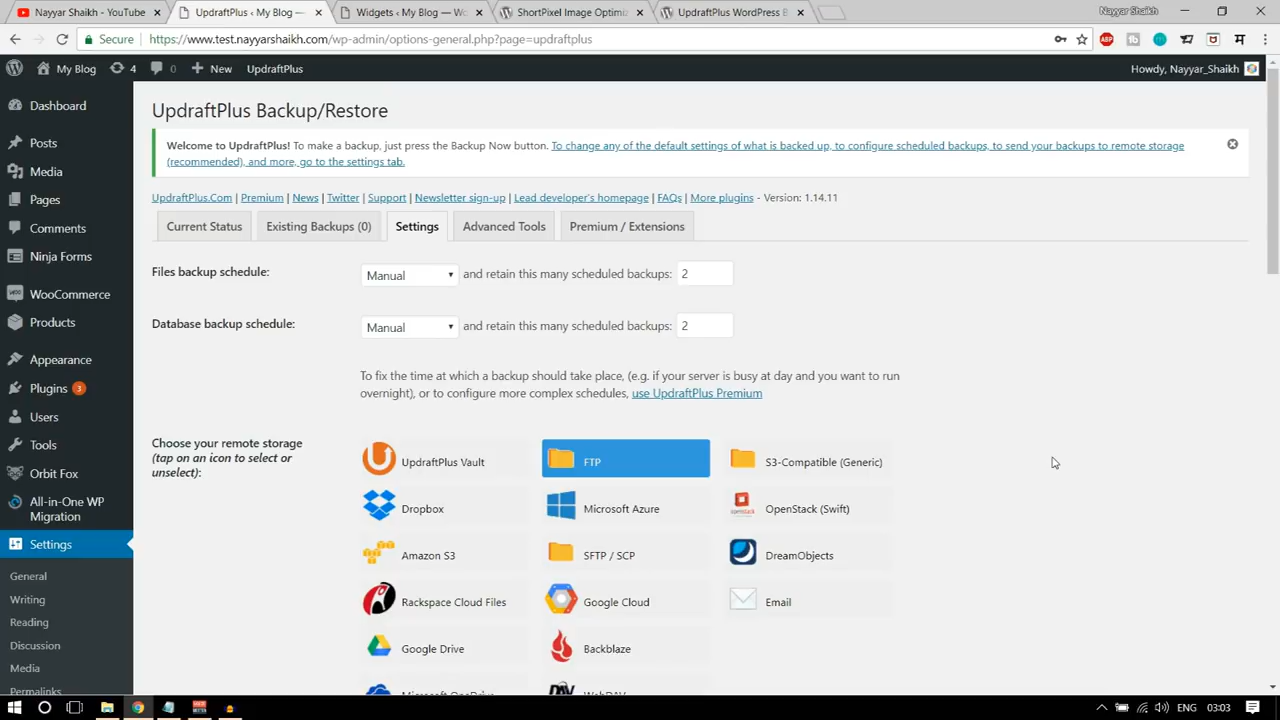 Nayyar Shaikh - YouTube
UpdraftPlus ‹ My Blog —
Widgets ‹ My Blog — Wo
ShortPixel Image Optimiz
UpdraftPlus WordPress B
Nayyar Shaikh
Secure
https://www.test.nayyarshaikh.com/wp-admin/options-general.php?page=updraftplus
My Blog 4 0 New UpdraftPlus
Howdy, Nayyar_Shaikh
Dashboard
Posts
Media
Pages
Comments
Ninja Forms
WooCommerce
Products
Appearance
Plugins 3
Users
Tools
Orbit Fox
All-in-One WP
Migration
Settings
General
Writing
Reading
Discussion
Media
Permalinks
UpdraftPlus Backup/Restore
Welcome to UpdraftPlus! To make a backup, just press the Backup Now button. To change any of the default settings of what is backed up, to configure scheduled backups, to send your backups to remote storage
(recommended), and more, go to the settings tab.
UpdraftPlus.Com | Premium | News | Twitter | Support | Newsletter sign-up | Lead developer's homepage | FAQs | More plugins - Version: 1.14.11
Current Status Existing Backups (0) Settings Advanced Tools Premium / Extensions
Files backup schedule: Manual and retain this many scheduled backups: 2
Database backup schedule: Manual and retain this many scheduled backups: 2
To fix the time at which a backup should take place, (e.g. if your server is busy at day and you want to run
overnight), or to configure more complex schedules, use UpdraftPlus Premium
Choose your remote storage
(tap on an icon to select or
unselect):
UpdraftPlus Vault FTP S3-Compatible (Generic)
Dropbox Microsoft Azure OpenStack (Swift)
Amazon S3 SFTP / SCP DreamObjects
Rackspace Cloud Files Google Cloud Email
Google Drive Backblaze
Microsoft OneDrive WebDAV
ENG 03:03